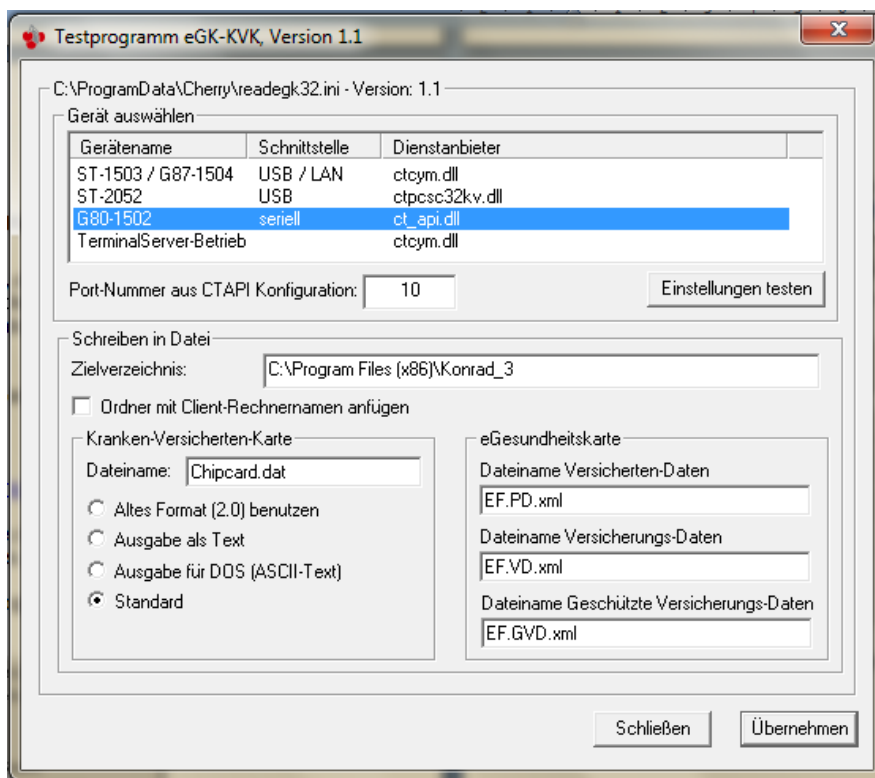 Testprogramm eGK-KVK, Version 1.1
C:\ProgramData\Cherry\readegk32.ini - Version: 1.1
Gerät auswählen
Gerätename Schnittstelle Dienstanbieter
ST-1503 / G87-1504 USB / LAN ctcym.dll
ST-2052 USB ctpcsc32kv.dll
G80-1502 seriell ct_api.dll
TerminalServer-Betrieb ctcym.dll
Port-Nummer aus CTAPI Konfiguration: 10 Einstellungen testen
Schreiben in Datei
Zielverzeichnis: C:\Program Files (x86)\Konrad_3
Ordner mit Client-Rechnernamen anfügen
Kranken-Versicherten-Karte
Dateiname: Chipcard.dat
Altes Format (2.0) benutzen
Ausgabe als Text
Ausgabe für DOS (ASCII-Text)
Standard
eGesundheitskarte
Dateiname Versicherten-Daten
EF.PD.xml
Dateiname Versicherungs-Daten
EF.VD.xml
Dateiname Geschützte Versicherungs-Daten
EF.GVD.xml
Schließen Übernehmen